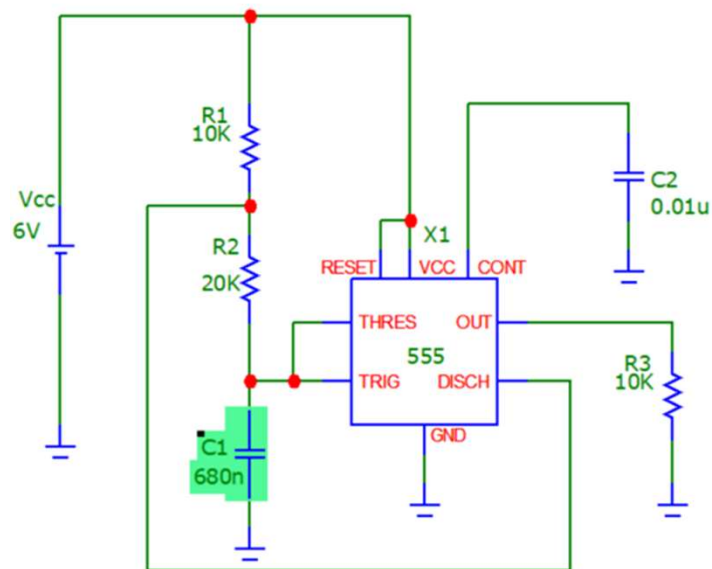 R1
10K
Vcc
6V
R2
20K
C2
0.01u
X1
RESET
VCC
CONT
THRES
OUT
555
TRIG
DISCH
GND
R3
10K
C1
680n